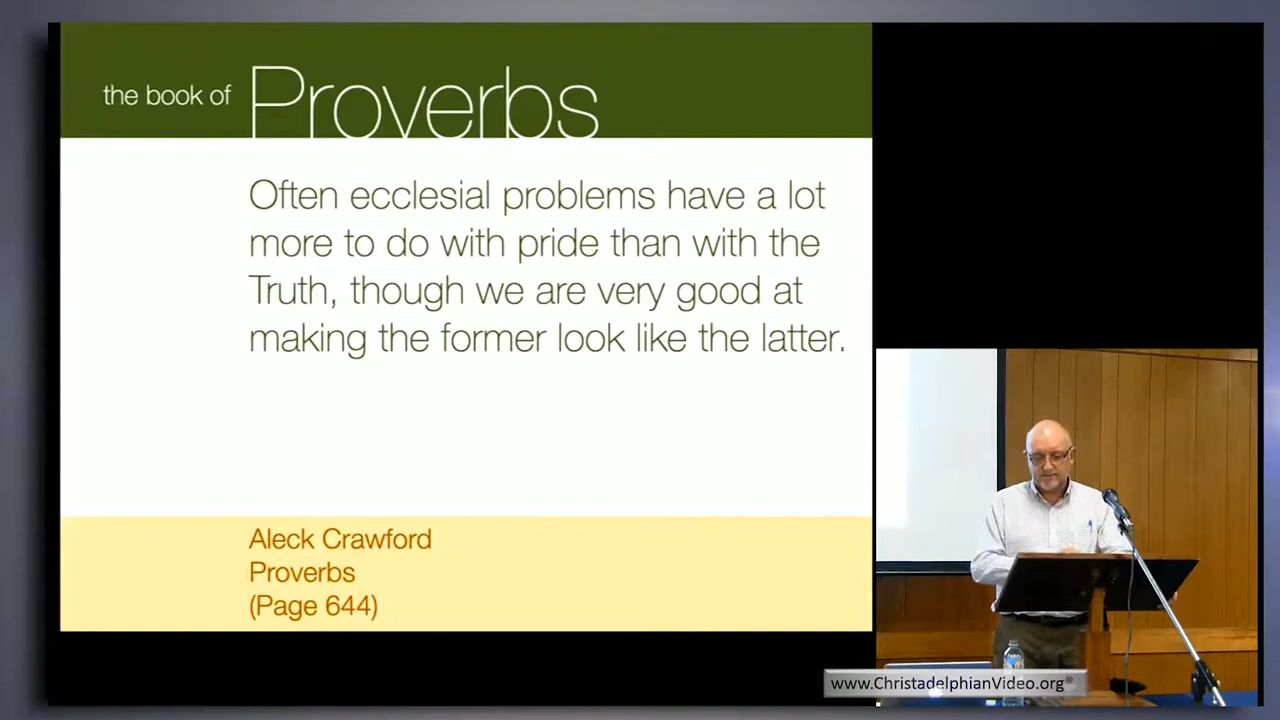 the book of Proverbs
Often ecclesial problems have a lot
more to do with pride than with the
Truth, though we are very good at
making the former look like the latter.
Aleck Crawford
Proverbs
(Page 644)
www.ChristadelphianVideo.org®